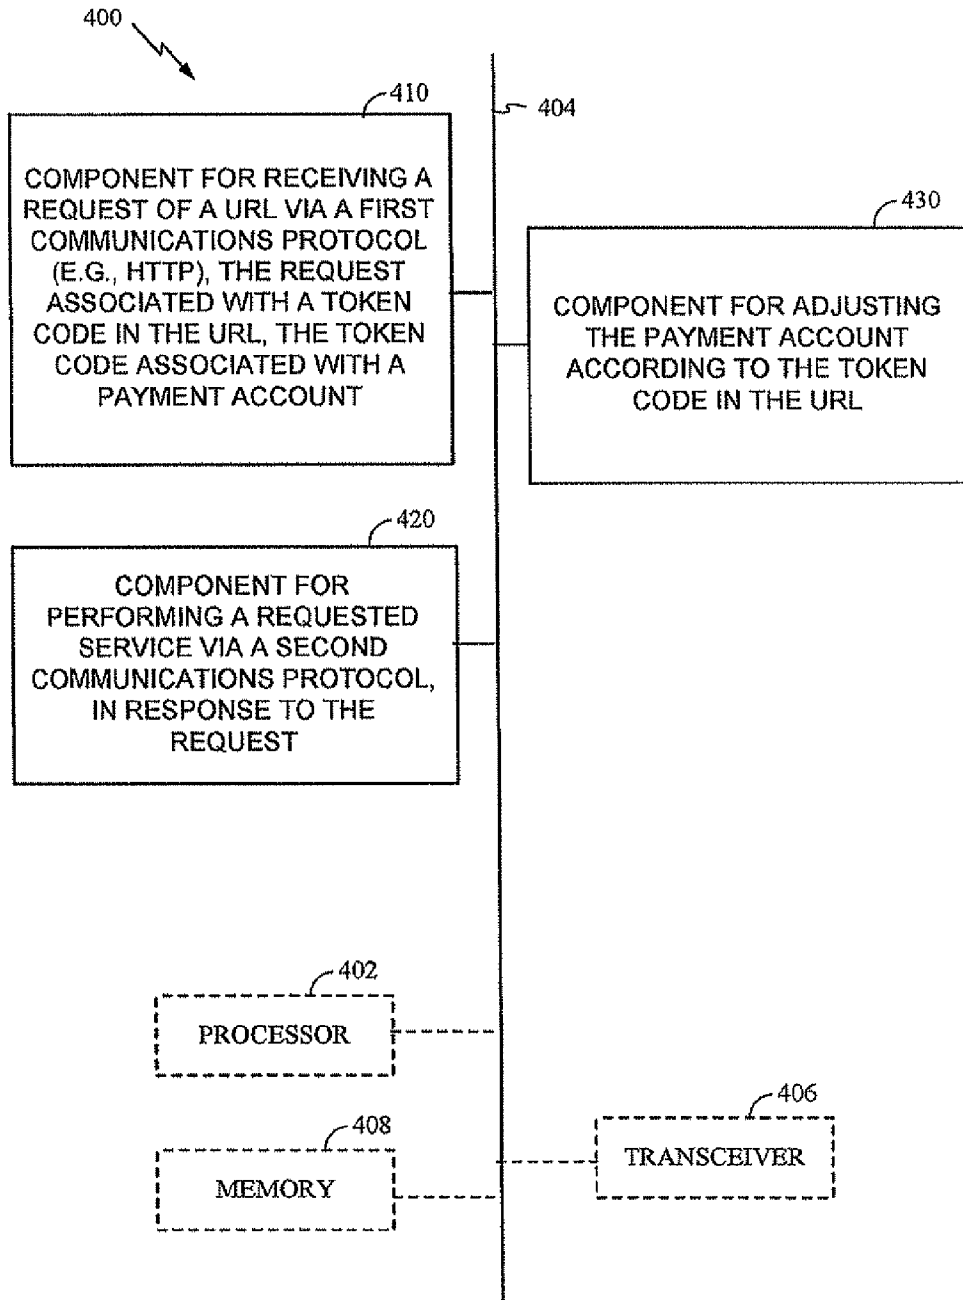 400
410
404
COMPONENT FOR RECEIVING A
REQUEST OF A URL VIA A FIRST
COMMUNICATIONS PROTOCOL
(E.G., HTTP), THE REQUEST
ASSOCIATED WITH A TOKEN
CODE IN THE URL, THE TOKEN
CODE ASSOCIATED WITH A
PAYMENT ACCOUNT
430
COMPONENT FOR ADJUSTING
THE PAYMENT ACCOUNT
ACCORDING TO THE TOKEN
CODE IN THE URL
420
COMPONENT FOR
PERFORMING A REQUESTED
SERVICE VIA A SECOND
COMMUNICATIONS PROTOCOL,
IN RESPONSE TO THE
REQUEST
402
PROCESSOR
406
TRANSCEIVER
408
MEMORY